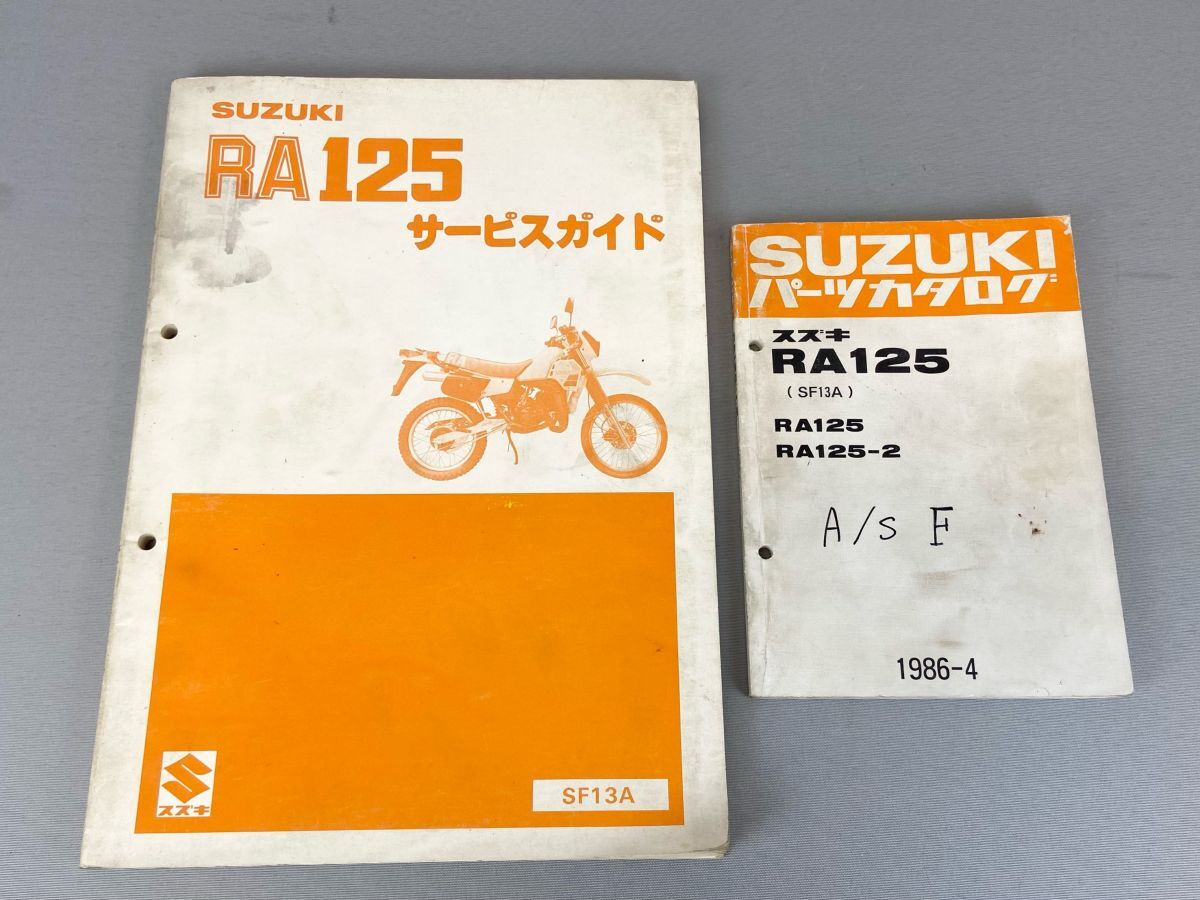 SUZUKI
RA125
サービスガイド
スズキ
SF13A
SUZUKI
パーツカタログ
スズキ
RA125
( SF13A )
RA125
RA125-2
A/S F
1986-4